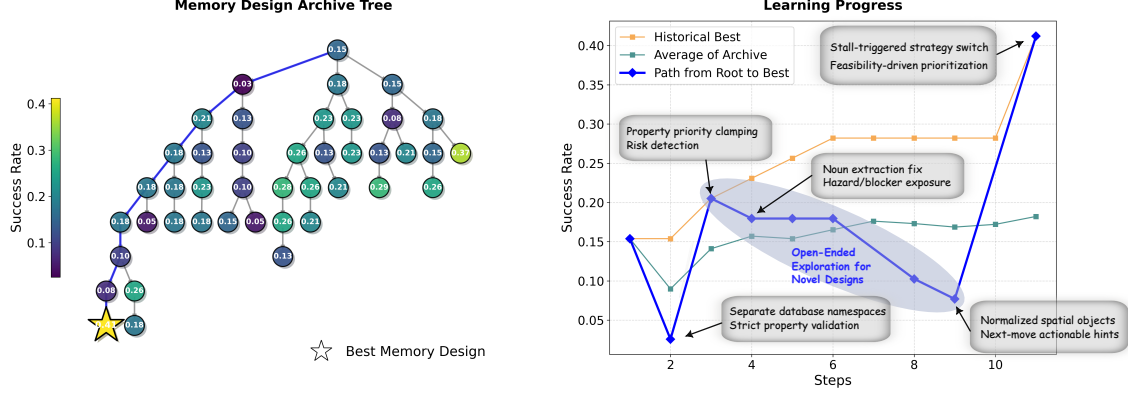 Memory Design Archive Tree
0.15
0.03 0.18 0.15
0.21 0.13 0.23 0.23 0.08 0.18
0.18 0.13 0.10 0.26 0.13 0.23 0.13 0.21 0.15 0.37
0.18 0.22 0.23 0.10 0.28 0.26 0.21 0.29 0.26
0.18 0.05 0.18 0.18 0.15 0.05 0.26 0.21
0.10 0.13
0.08 0.26
0.18
Success Rate
0.4
0.3
0.2
0.1
Best Memory Design
Learning Progress
Historical Best
Average of Archive
Path from Root to Best
Stall-triggered strategy switch
Feasibility-driven prioritization
Property priority clamping
Risk detection
Noun extraction fix
Hazard/blocker exposure
Open-Ended
Exploration for
Novel Designs
Separate database namespaces
Strict property validation
Normalized spatial objects
Next-move actionable hints
Success Rate
0.40
0.35
0.30
0.25
0.20
0.15
0.10
0.05
2 4 6 8 10
Steps